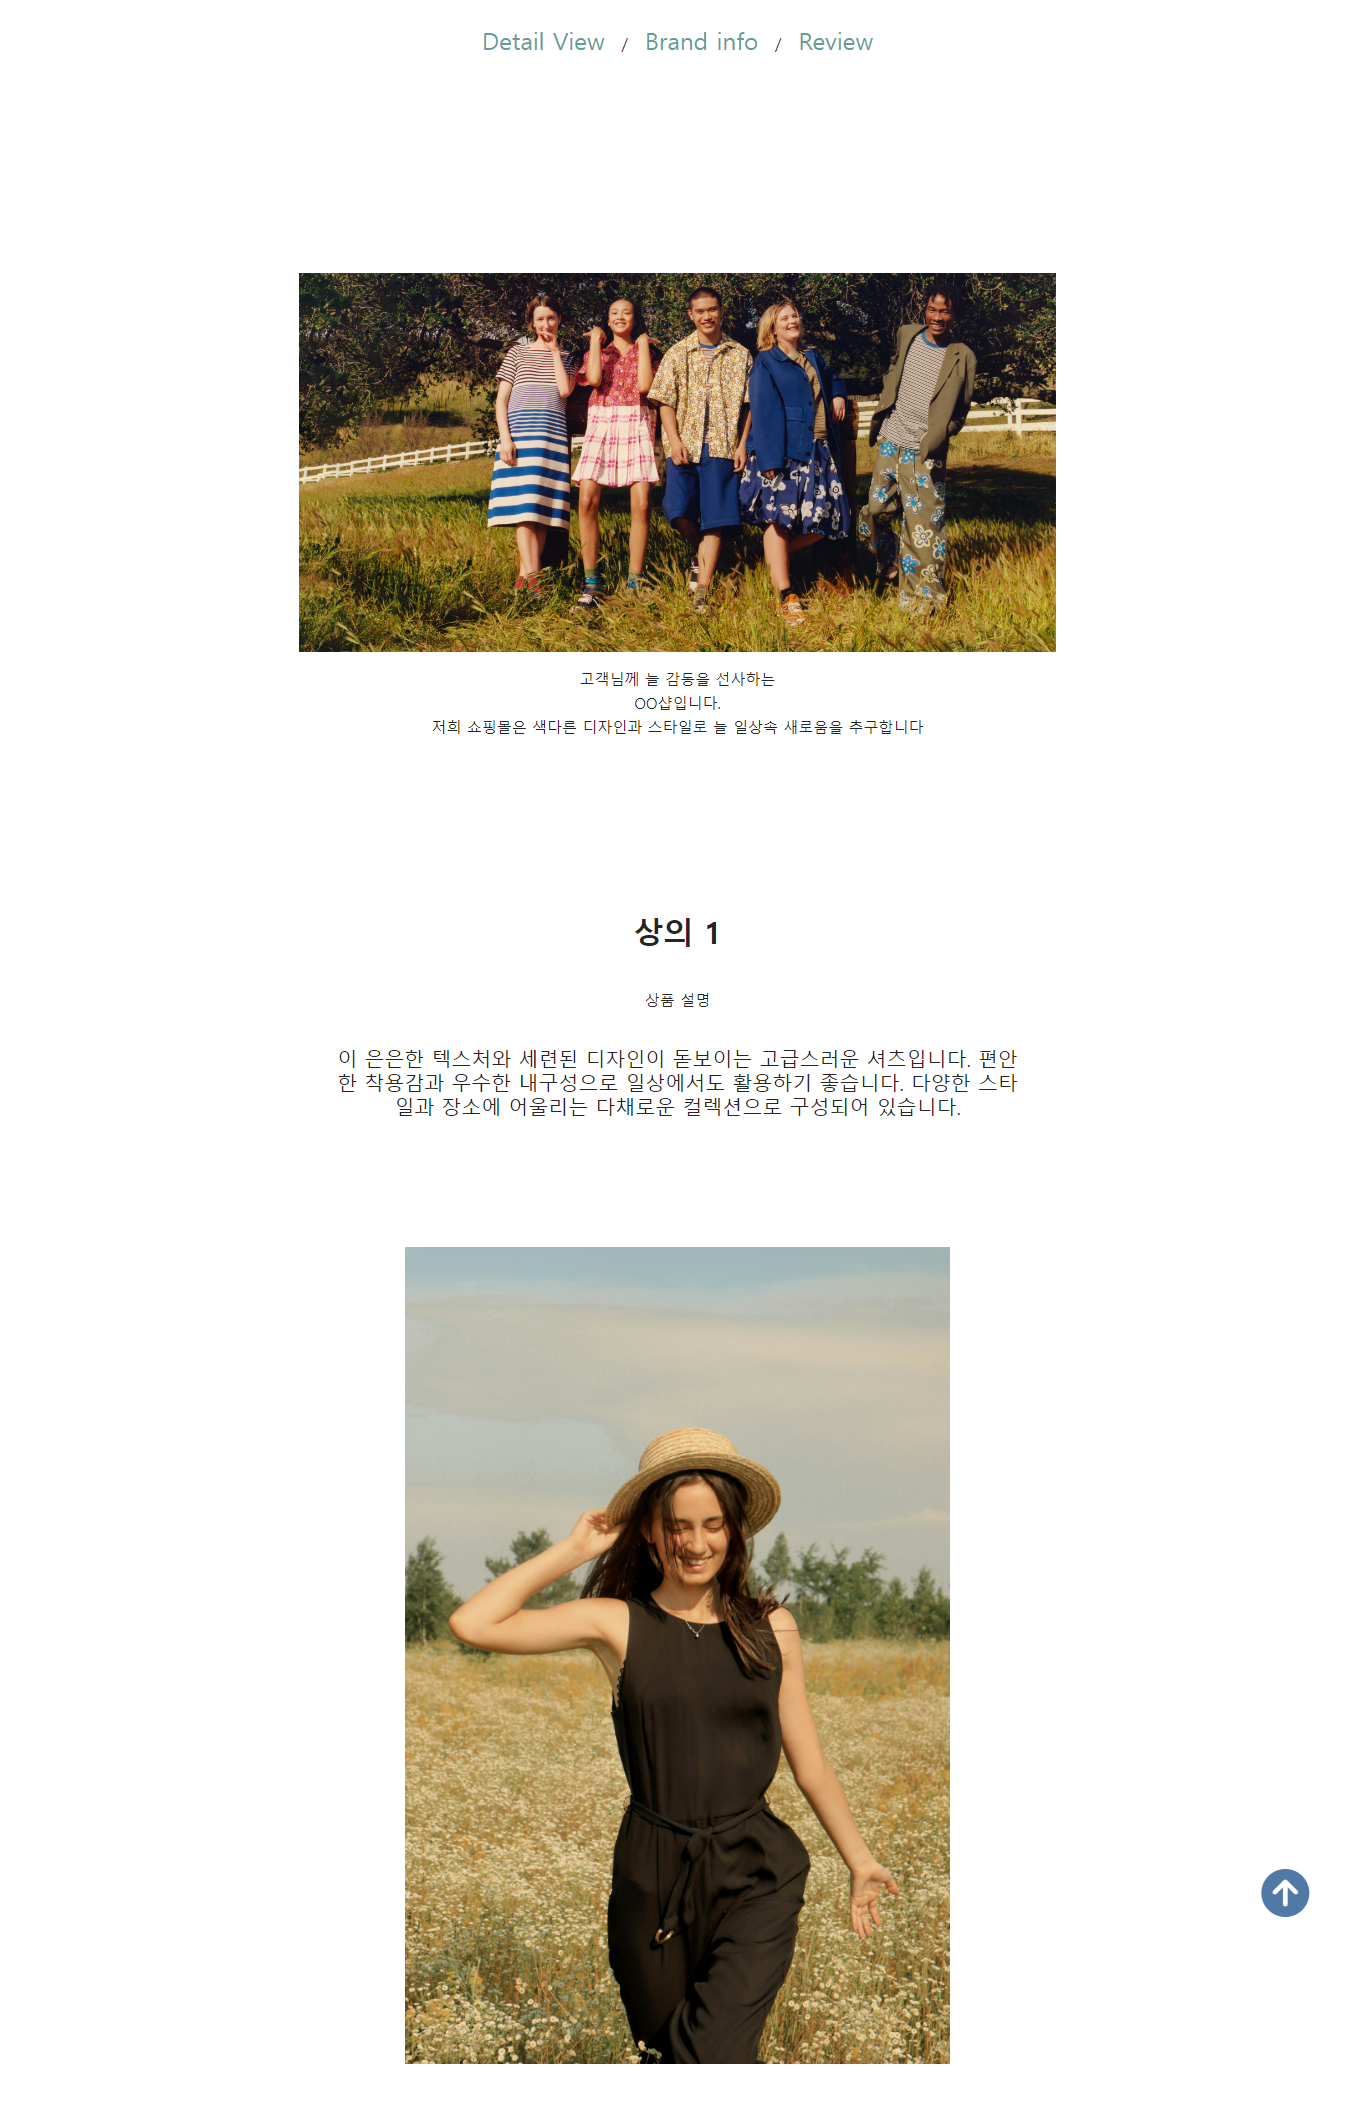 Detail View / Brand info / Review
고객님께 늘 감동을 선사하는
OO샵입니다.
저희 쇼핑몰은 색다른 디자인과 스타일로 늘 일상속 새로움을 추구합니다
상의 1
상품 설명
이 은은한 텍스처와 세련된 디자인이 돋보이는 고급스러운 셔츠입니다. 편안
한 착용감과 우수한 내구성으로 일상에서도 활용하기 좋습니다. 다양한 스타
일과 장소에 어울리는 다채로운 컬렉션으로 구성되어 있습니다.